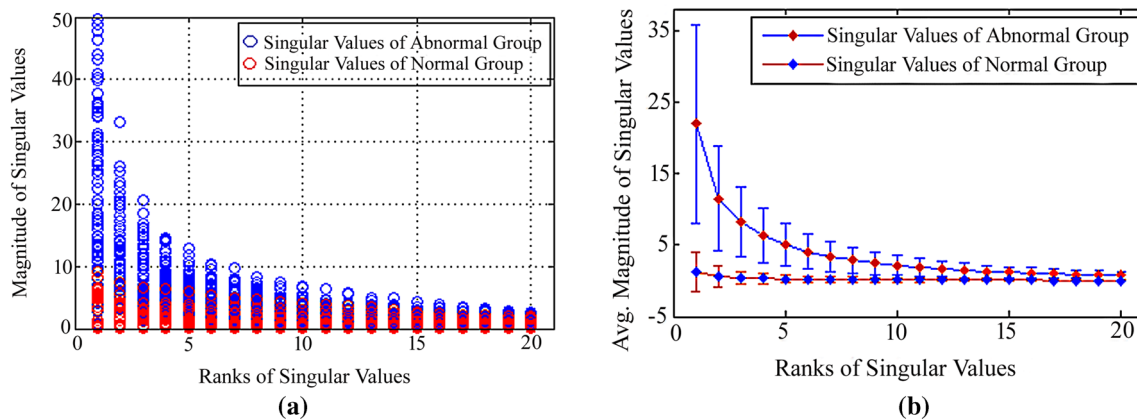 50
40
30
20
10
0
Magnitude of Singular Values
Singular Values of Abnormal Group
Singular Values of Normal Group
0
5
10
15
20
Ranks of Singular Values
(a)
35
25
15
5
-5
Avg. Magnitude of Singular Values
Singular Values of Abnormal Group
Singular Values of Normal Group
0
5
10
15
20
Ranks of Singular Values
(b)